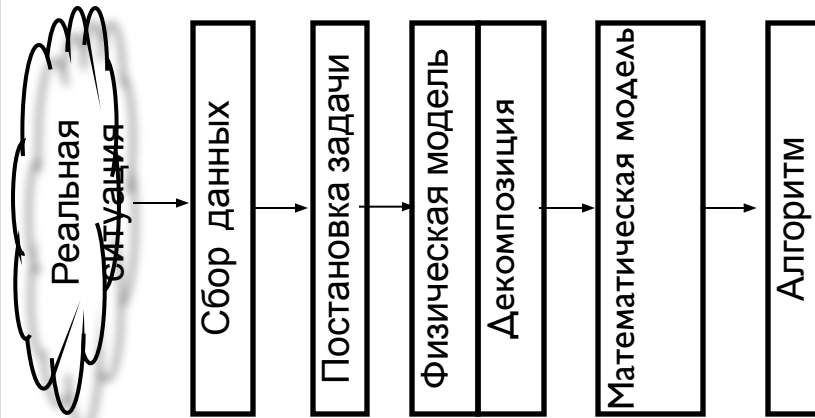 Реальная
ситуация
Сбор данных
Постановка задачи
Физическая модель
Декомпозиция
Математическая модель
Алгоритм